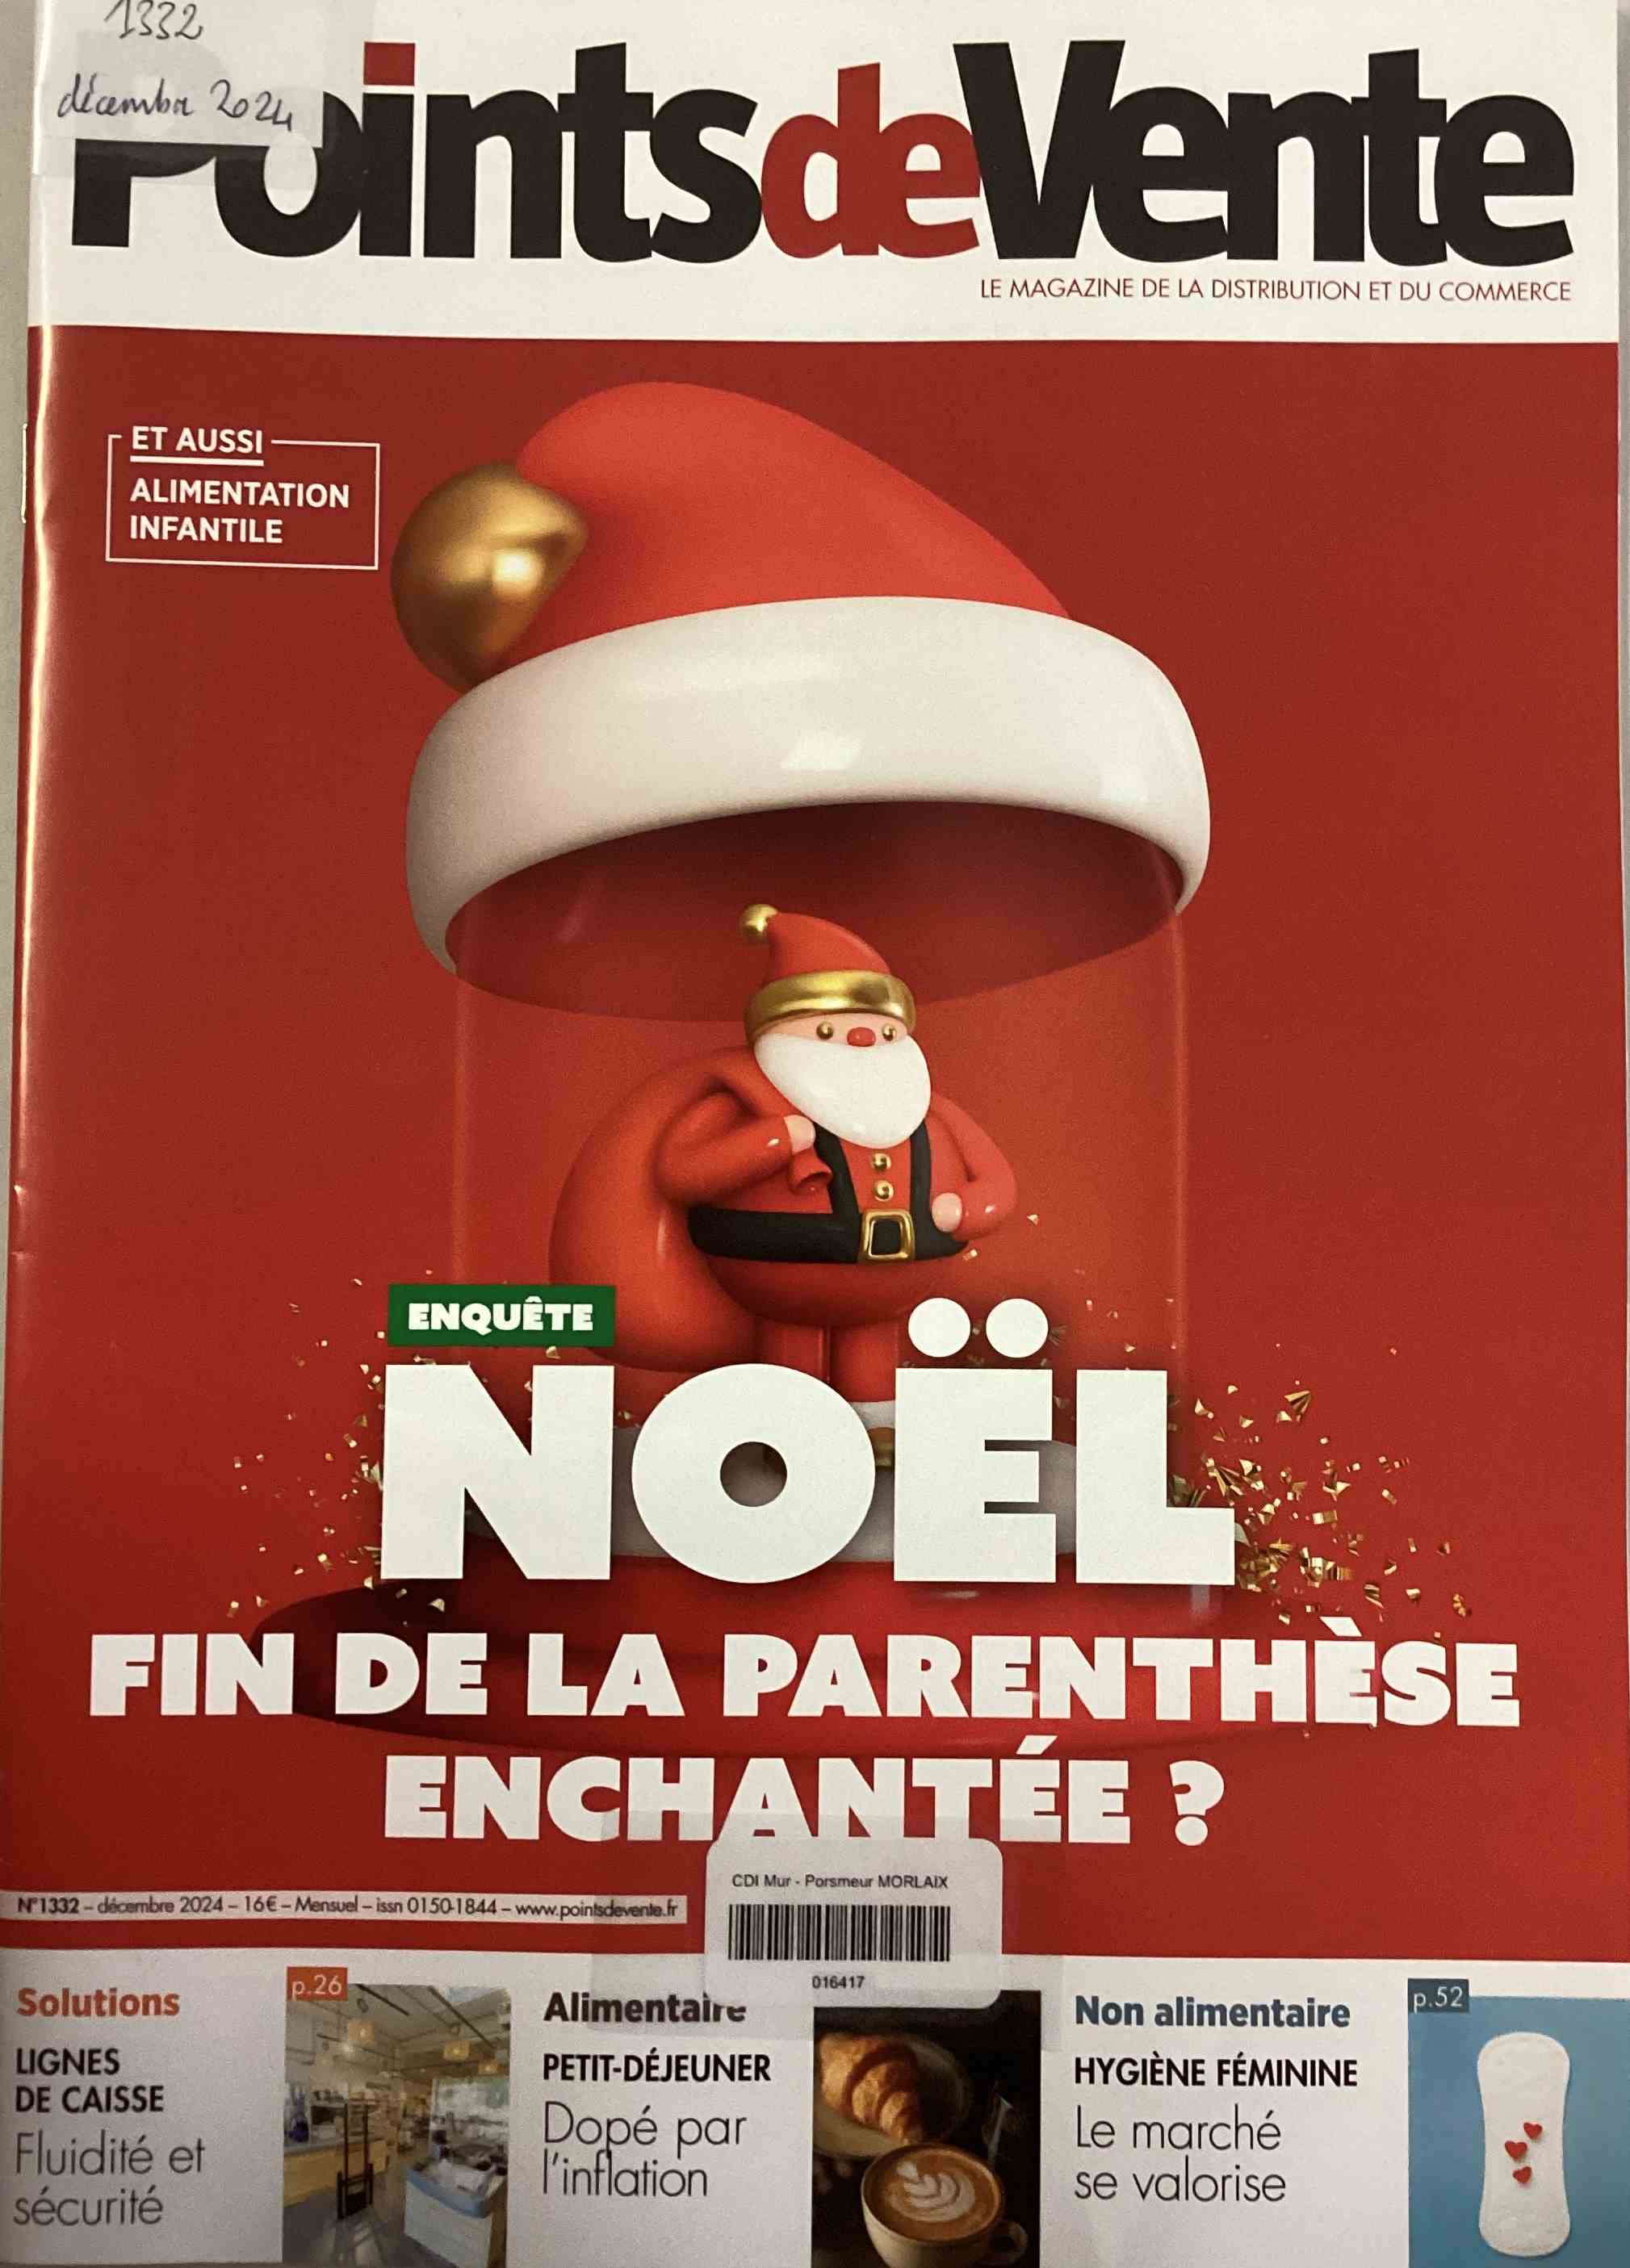 1332
décembre 2024
PointsdeVente
LE MAGAZINE DE LA DISTRIBUTION ET DU COMMERCE
ET AUSSI
ALIMENTATION
INFANTILE
ENQUÊTE
NOËL
FIN DE LA PARENTHÈSE
ENCHANTÉE ?
CDI Mur - Porsmeur MORLAIX
016417
N°1332 – décembre 2024 – 16€ – Mensuel – issn 0150-1844 – www.pointsdevente.fr
Solutions
LIGNES
DE CAISSE
Fluidité et
sécurité
p.26
Alimentaire
PETIT-DÉJEUNER
Dopé par
l'inflation
Non alimentaire
HYGIÈNE FÉMININE
Le marché
se valorise
p.52